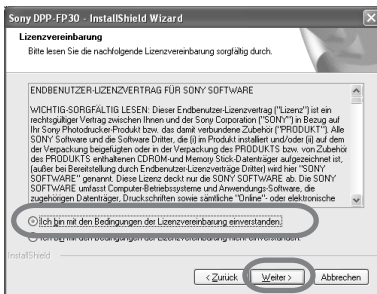 Sony DPP-FP30 - InstallShield Wizard
Lizenzvereinbarung
Bitte lesen Sie die nachfolgende Lizenzvereinbarung sorgfältig durch.
ENDBENUTZER-LIZENZVERTRAG FÜR SONY SOFTWARE
WICHTIG-SORGFÄLTIG LESEN: Dieser Endbenutzer-Lizenzvertrag ("Lizenz") ist ein
rechtsgültiger Vertrag zwischen Ihnen und der Sony Corporation ("SONY") in Bezug auf
Ihr Sony Photodrucker-Produkt bzw. das damit verbundene Zubehör ("PRODUKT"). Alle
SONY Software und die Software Dritter, die (i) im Produkt installiert und/oder (ii) auf den
der Verpackung beigefügten oder in der Verpackung des PRODUKTS bzw. von Zubehör
des PRODUKTS enthaltenen CDROM-und Memory Stick-Datenträger aufgezeichnet ist,
(außer bei Bereitstellung durch Endbenutzer-Lizenzverträge Dritter) wird hier "SONY
SOFTWARE" genannt. Diese Lizenz deckt nur die SONY SOFTWARE ab. Die SONY
SOFTWARE umfasst Computer-Betriebssysteme und Anwendungs-Software, die
zugehörigen Datenträger, Druckschriften sowie sämtliche "Online"- oder elektronische
Ich bin mit den Bedingungen der Lizenzvereinbarung einverstanden.
Ich bin mit den Bedingungen der Lizenzvereinbarung nicht einverstanden.
InstallShield
< Zurück Weiter > Abbrechen